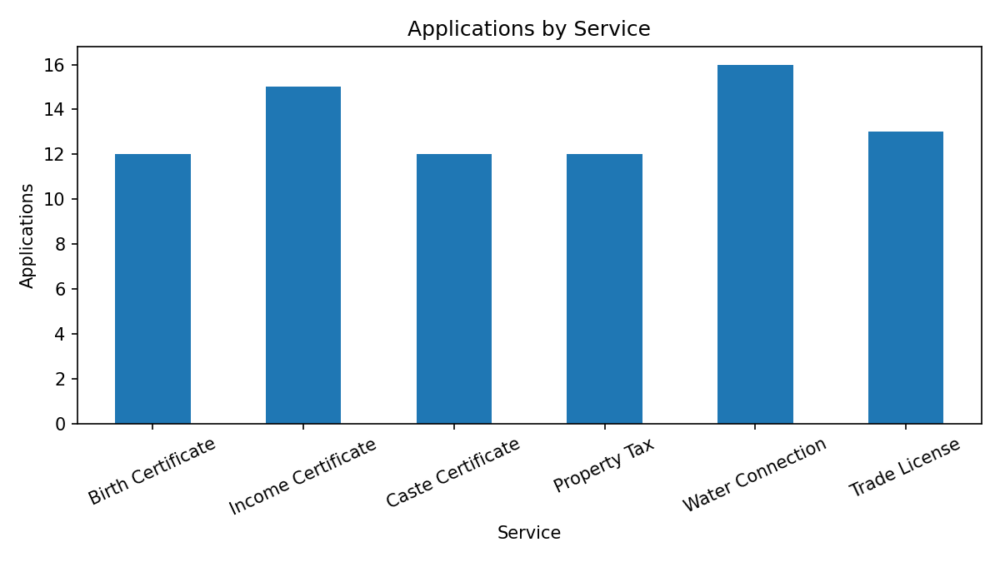 Applications by Service
Applications
16
14
12
10
8
6
4
2
0
Birth Certificate
Income Certificate
Caste Certificate
Property Tax
Water Connection
Trade License
Service